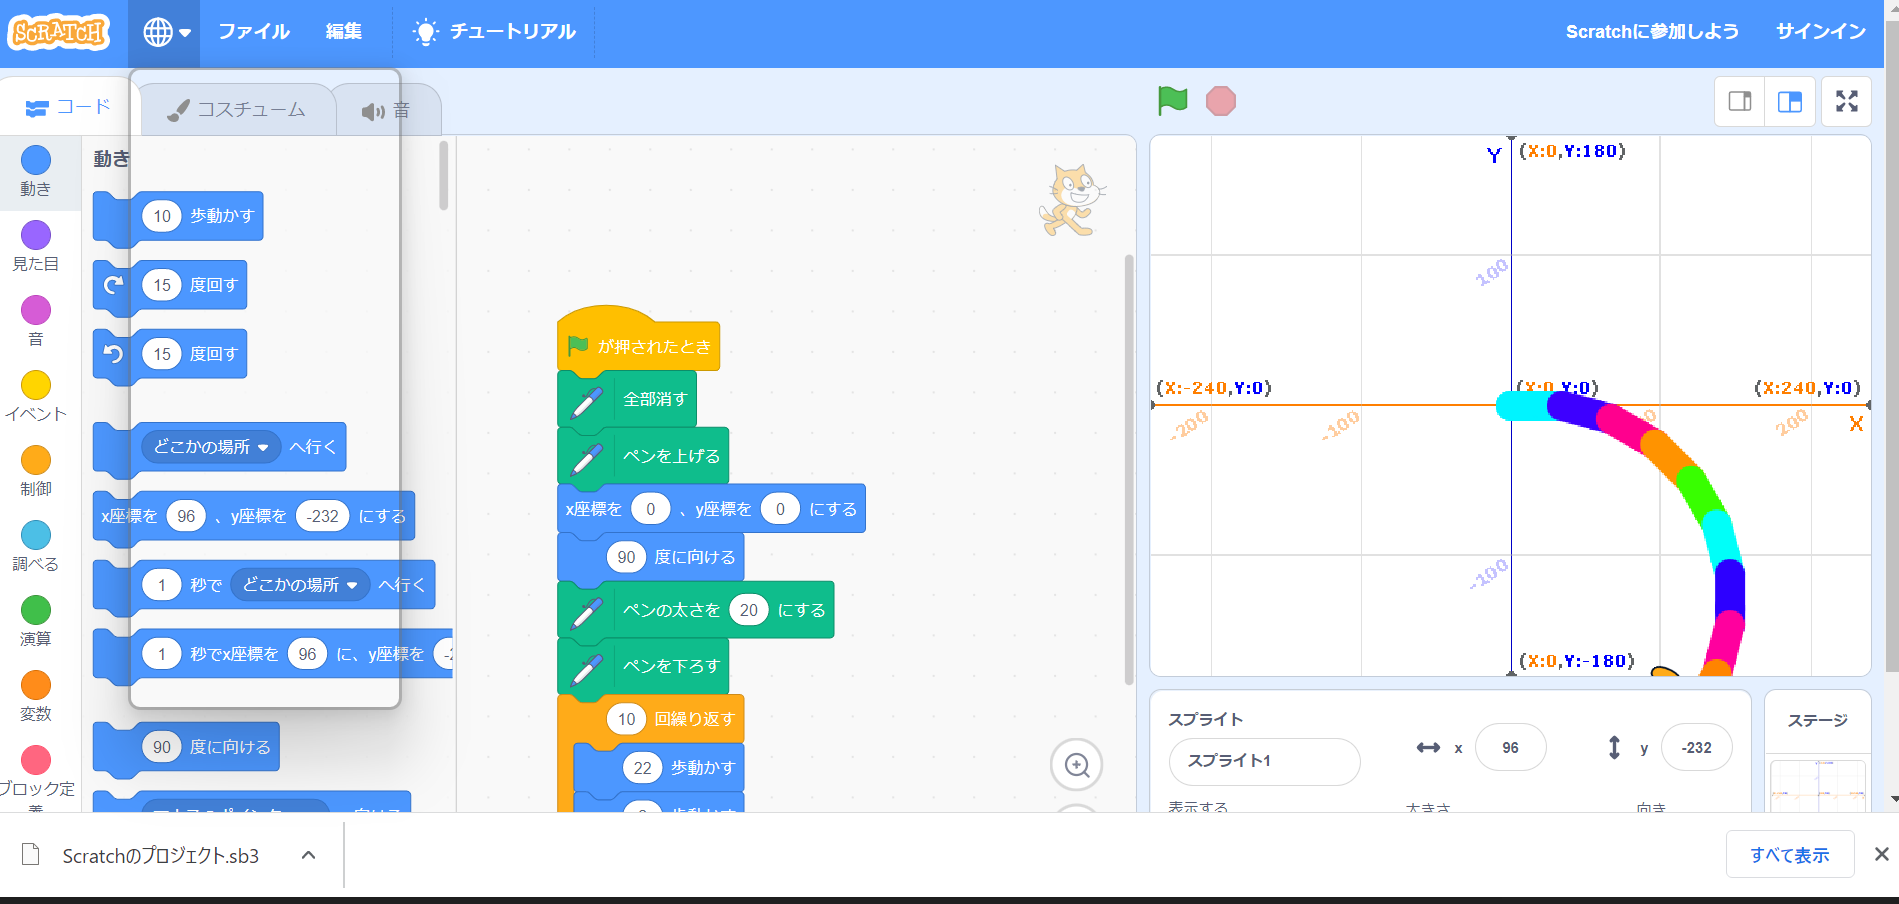 SCRATCH
ファイル
編集
チュートリアル
Scratchに参加しよう
サインイン
コード
コスチューム
音
動き
見た目
音
イベント
制御
調べる
演算
変数
ブロック定
義
動き
10 歩動かす
15 度回す
15 度回す
どこかの場所 へ行く
x座標を 96 、y座標を -232 にする
1 秒で どこかの場所 へ行く
1 秒でx座標を 96 に、y座標を
90 度に向ける
が押されたとき
全部消す
ペンを上げる
x座標を 0 、y座標を 0 にする
90 度に向ける
ペンの太さを 20 にする
ペンを下ろす
10 回繰り返す
22 歩動かす
Y
(X:0,Y:180)
100
(X:-240,Y:0)
(X:0,Y:0)
(X:240,Y:0)
-200
-100
200
X
-100
(X:0,Y:-180)
スプライト
スプライト1
x 96
y -232
表示する
大きさ
向き
ステージ
Scratchのプロジェクト.sb3
すべて表示